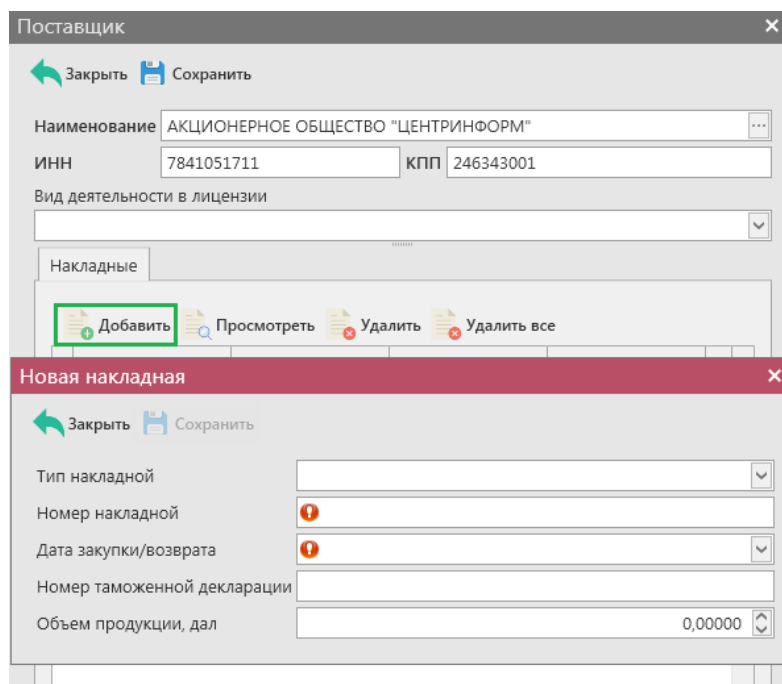 Поставщик
Закрыть Сохранить
Наименование АКЦИОНЕРНОЕ ОБЩЕСТВО "ЦЕНТРИНФОРМ" ...
ИНН 7841051711 КПП 246343001
Вид деятельности в лицензии
Накладные
Добавить Просмотреть Удалить Удалить все
Новая накладная
Закрыть Сохранить
Тип накладной
Номер накладной
Дата закупки/возврата
Номер таможенной декларации
Объем продукции, дал 0,00000